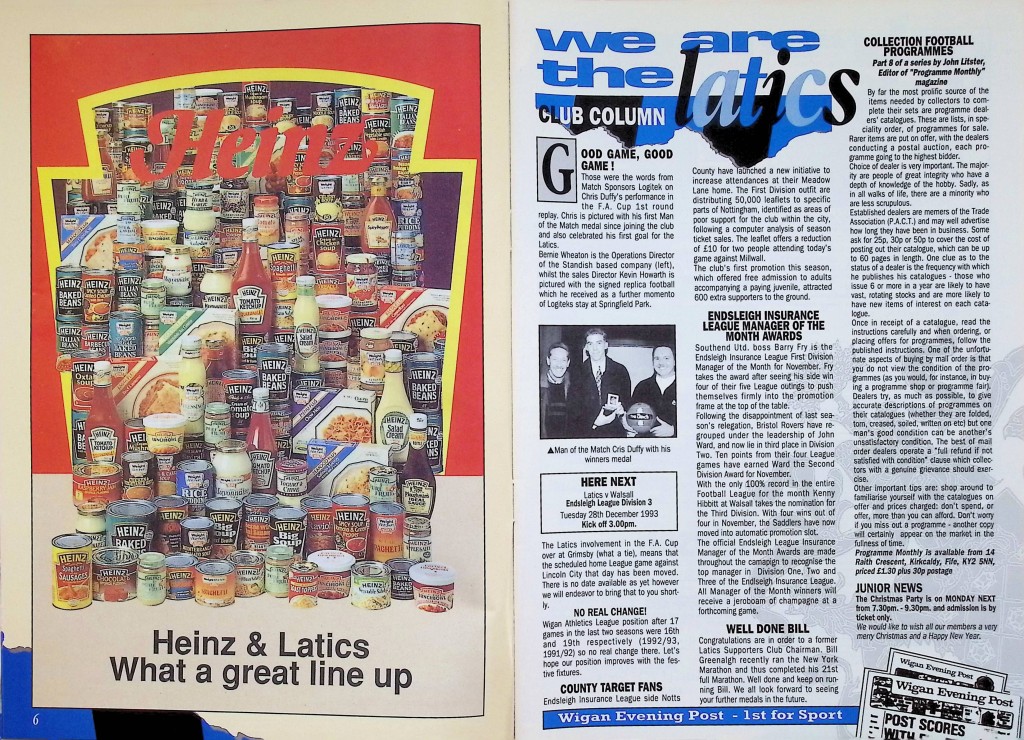 Heinz
Heinz & Latics
What a great line up
6
we are
the latics
CLUB COLUMN
GOOD GAME, GOOD
GAME !
Those were the words from
Match Sponsors Logitek on
Chris Duffy's performance in
the F.A. Cup 1st round
replay. Chris is pictured with his first Man
of the Match medal since joining the club
and also celebrated his first goal for the
Latics.
Bernie Wheaton is the Operations Director
of the Standish based company (left),
whilst the sales Director Kevin Howarth is
pictured with the signed replica football
which he received as a further momento
of Logteks stay at Springfield Park.
▲Man of the Match Cris Duffy with his
winners medal
HERE NEXT
Latics v Walsall
Endsleigh League Division 3
Tuesday 28th December 1993
Kick off 3.00pm.
The Latics involvement in the F.A. Cup
over at Grimsby (what a tie), means that
the scheduled home League game against
Lincoln City that day has been moved.
There is no date available as yet however
we will endeavor to bring that to you short-
ly.
NO REAL CHANGE!
Wigan Athletics League position after 17
games in the last two seasons were 16th
and 19th respectively (1992/93,
1991/92) so no real change there. Let's
hope our position improves with the fes-
tive fixtures.
COUNTY TARGET FANS
Endsleigh Insurance League side Notts
County have launched a new initiative to
increase attendances at their Meadow
Lane home. The First Division outfit are
distributing 50,000 leaflets to specific
parts of Nottingham, identified as areas of
poor support for the club within the city,
following a computer analysis of season
ticket sales. The leaflet offers a reduction
of £10 for two people attending today's
game against Millwall.
The club's first promotion this season,
which offered free admission to adults
accompanying a paying juvenile, attracted
600 extra supporters to the ground.
ENDSLEIGH INSURANCE
LEAGUE MANAGER OF THE
MONTH AWARDS
Southend Utd. boss Barry Fry is the
Endsleigh Insurance League First Division
Manager of the Month for November. Fry
takes the award after seeing his side win
four of their five League outings to push
themselves firmly into the promotion
frame at the top of the table.
Following the disappointment of last sea-
son's relegation, Bristol Rovers have re-
grouped under the leadership of John
Ward, and now lie in third place in Division
Two. Ten points from their four League
games have earned Ward the Second
Division Award for November.
With the only 100% record in the entire
Football League for the month Kenny
Hibbitt at Walsall takes the nomination for
the Third Division. With four wins out of
four in November, the Saddlers have now
moved into automatic promotion slot.
The official Endsleigh League Insurance
Manager of the Month Awards are made
throughout the camapign to recognise the
top manager in Division One, Two and
Three of the Endsleigh Insurance League.
All Manager of the Month winners will
receive a jeroboam of champagne at a
forthcoming game.
WELL DONE BILL
Congratulations are in order to a former
Latics Supporters Club Chairman. Bill
Greenalgh recently ran the New York
Marathon and thus completed his 21st
full Marathon. Well done and keep on run-
ning Bill. We all look forward to seeing
your further medals in the future.
COLLECTION FOOTBALL
PROGRAMMES
Part 8 of a series by John Litster,
Editor of "Programme Monthly"
magazine
By far the most prolific source of the
items needed by collectors to com-
plete their sets are programme deal-
ers' catalogues. These are lists, in spe-
ciality order, of programmes for sale.
Rarer items are put on offer, with the dealers
conducting a postal auction, each pro-
gramme going to the highest bidder.
Choice of dealer is very important. The major-
ity are people of great integrity who have a
depth of knowledge of the hobby. Sadly, as
in all walks of life, there are a minority who
are less scrupulous.
Established dealers are memers of the Trade
Association (P.A.C.T.) and may well advertise
how long they have been in business. Some
ask for 25p, 30p or 50p to cover the cost of
posting out their catalogue, which can be up
to 60 pages in length. One clue as to the
status of a dealer is the frequency with which
he publishes his catalogues - those who
issue 6 or more in a year are likely to have
vast, rotating stocks and are more likely to
have new items of interest on each cata-
logue.
Once in receipt of a catalogue, read the
instructions carefully and when ordering, or
placing offers for programmes, follow the
published instructions. One of the unfortu-
nate aspects of buying by mail order is that
you do not view the condition of the pro-
grammes (as you would, for instance, in buy-
ing a programme shop or programme fair).
Dealers try, as much as possible, to give
accurate descriptions of programmes on
their catalogues (whether they are folded,
torn, creased, soiled, written on etc) but one
man's good condition can be another's
unsatisfactory condition. The best of mail
order dealers operate a "full refund if not
satisfied with condition" clause which collec-
tors with a genuine grievance should exer-
cise.
Other important tips are: shop around to
familiarise yourself with the catalogues on
offer and prices charged: don't spend, or
offer, more than you can afford. Don't worry
if you miss out a programme - another copy
will certainly appear on the market in the
fullness of time.
Programme Monthly is available from 14
Raith Crescent, Kirkcaldy, Fife, KY2 5NN,
priced £1.30 plus 30p postage
JUNIOR NEWS
The Christmas Party is on MONDAY NEXT
from 7.30pm. - 9.30pm. and admission is by
ticket only.
We would like to wish all our members a very
merry Christmas and a Happy New Year.
Wigan Evening Post
Wigan Evening Post
POST SCORES
Wigan Evening Post - 1st for Sport